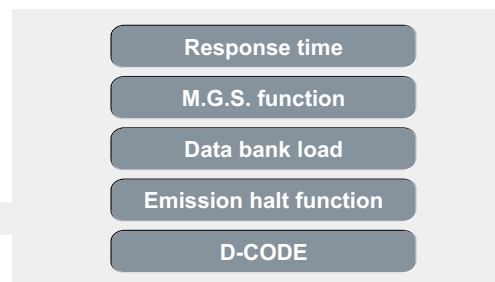 Response time
M.G.S. function
Data bank load
Emission halt function
D-CODE